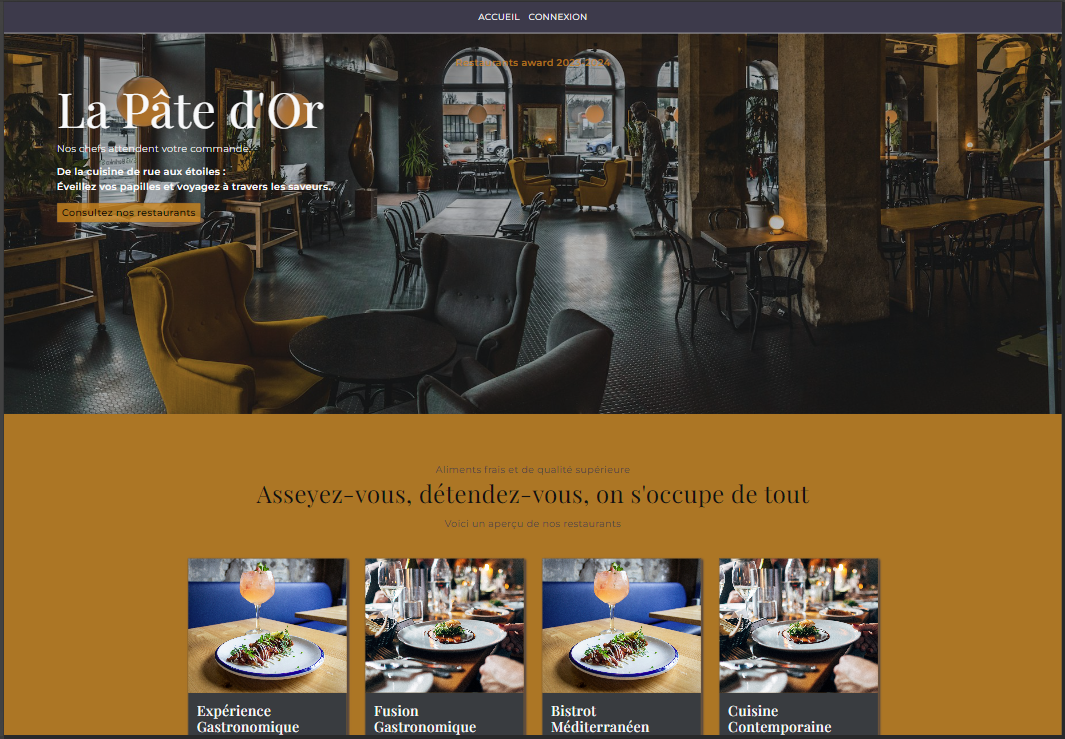 ACCUEIL CONNEXION
Restaurants award 2023-2024
La Pâte d'Or
Nos chefs attendent votre commande.
De la cuisine de rue aux étoiles :
Éveillez vos papilles et voyagez à travers les saveurs.
Consultez nos restaurants
Aliments frais et de qualité supérieure
Asseyez-vous, détendez-vous, on s'occupe de tout
Voici un aperçu de nos restaurants
Expérience
Gastronomique
Fusion
Gastronomique
Bistrot
Méditerranéen
Cuisine
Contemporaine